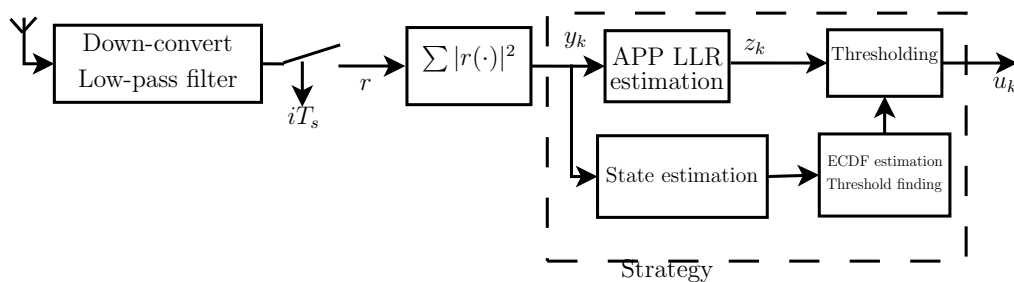 Down-convert
Low-pass filter
iT_s
r
∑ |r(·)|^2
y_k
APP LLR
estimation
z_k
Thresholding
u_k
State estimation
ECDF estimation
Threshold finding
Strategy